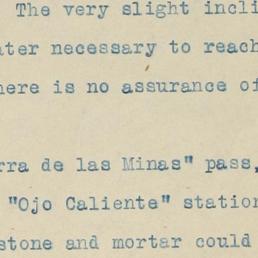 The very slight incli
ater necessary to reach
here is no assurance of
rra de las Minas" pass,
"Ojo Caliente" station
stone and mortar could